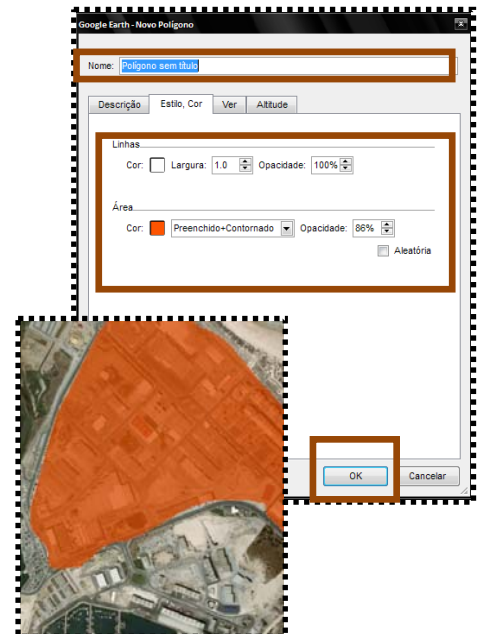 Google Earth - Novo Polígono
Nome: Polígono sem título
Descrição Estilo, Cor Ver Altitude
Linhas
Cor: Largura: 1.0 Opacidade: 100%
Área
Cor: Preenchido+Contornado Opacidade: 86%
Aleatória
OK Cancelar